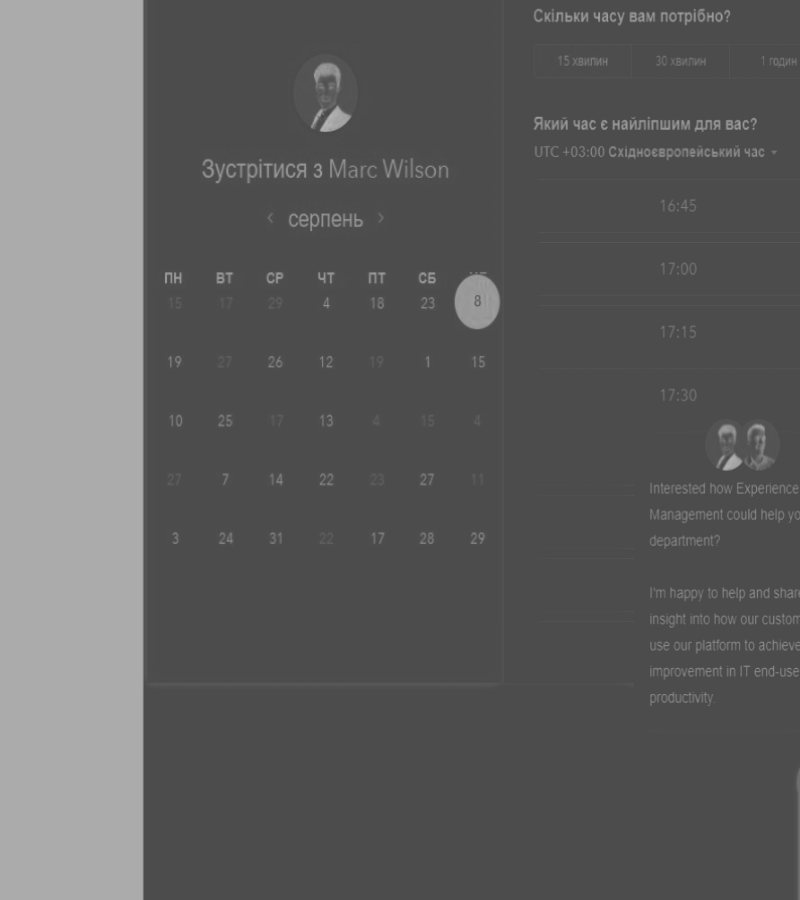 Зустрітися з Marc Wilson
‹ серпень ›
ПН ВТ СР ЧТ ПТ СБ
15 17 29 4 18 23 8
19 27 26 12 19 1 15
10 25 17 13 4 15 4
27 7 14 22 23 27 11
3 24 31 22 17 28 29
Скільки часу вам потрібно?
15 хвилин 30 хвилин 1 годин
Який час є найліпшим для вас?
UTC +03:00 Східноєвропейський час
16:45
17:00
17:15
17:30
Interested how Experience
Management could help yo
department?
I'm happy to help and share
insight into how our custom
use our platform to achieve
improvement in IT end-use
productivity.